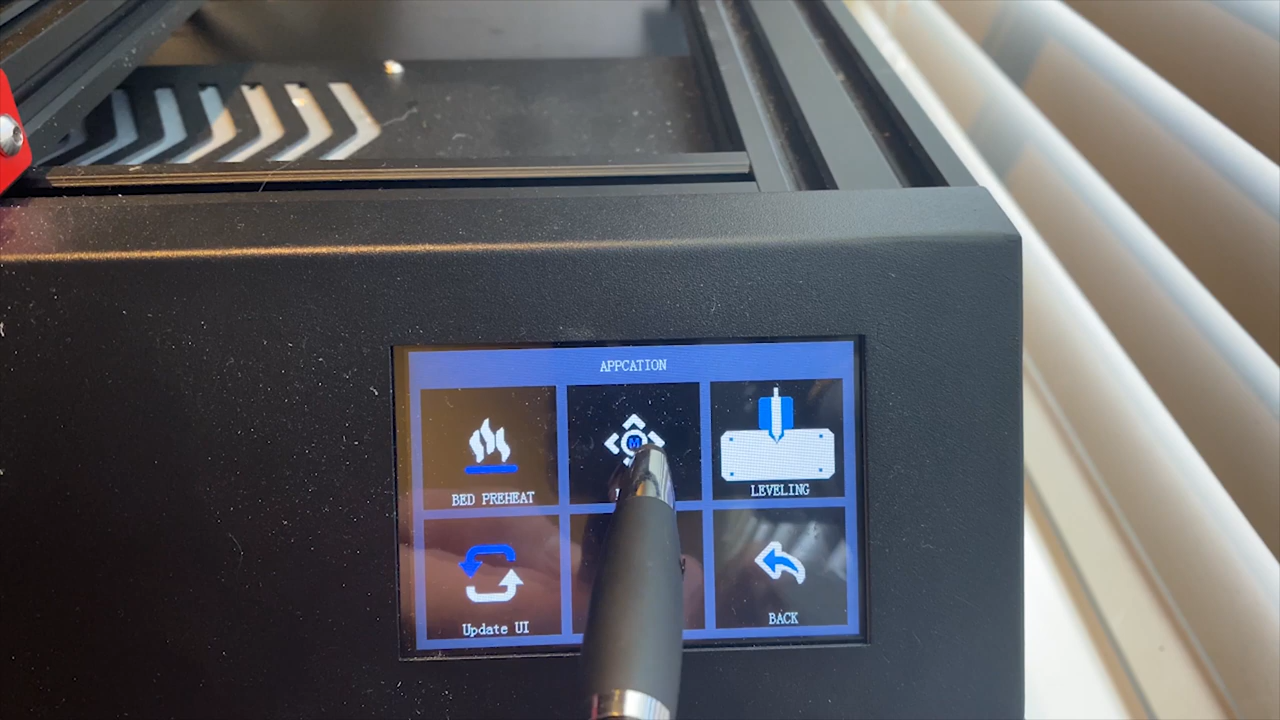 APPCATION
M
BED PREHEAT
LEVELING
Update UI
BACK